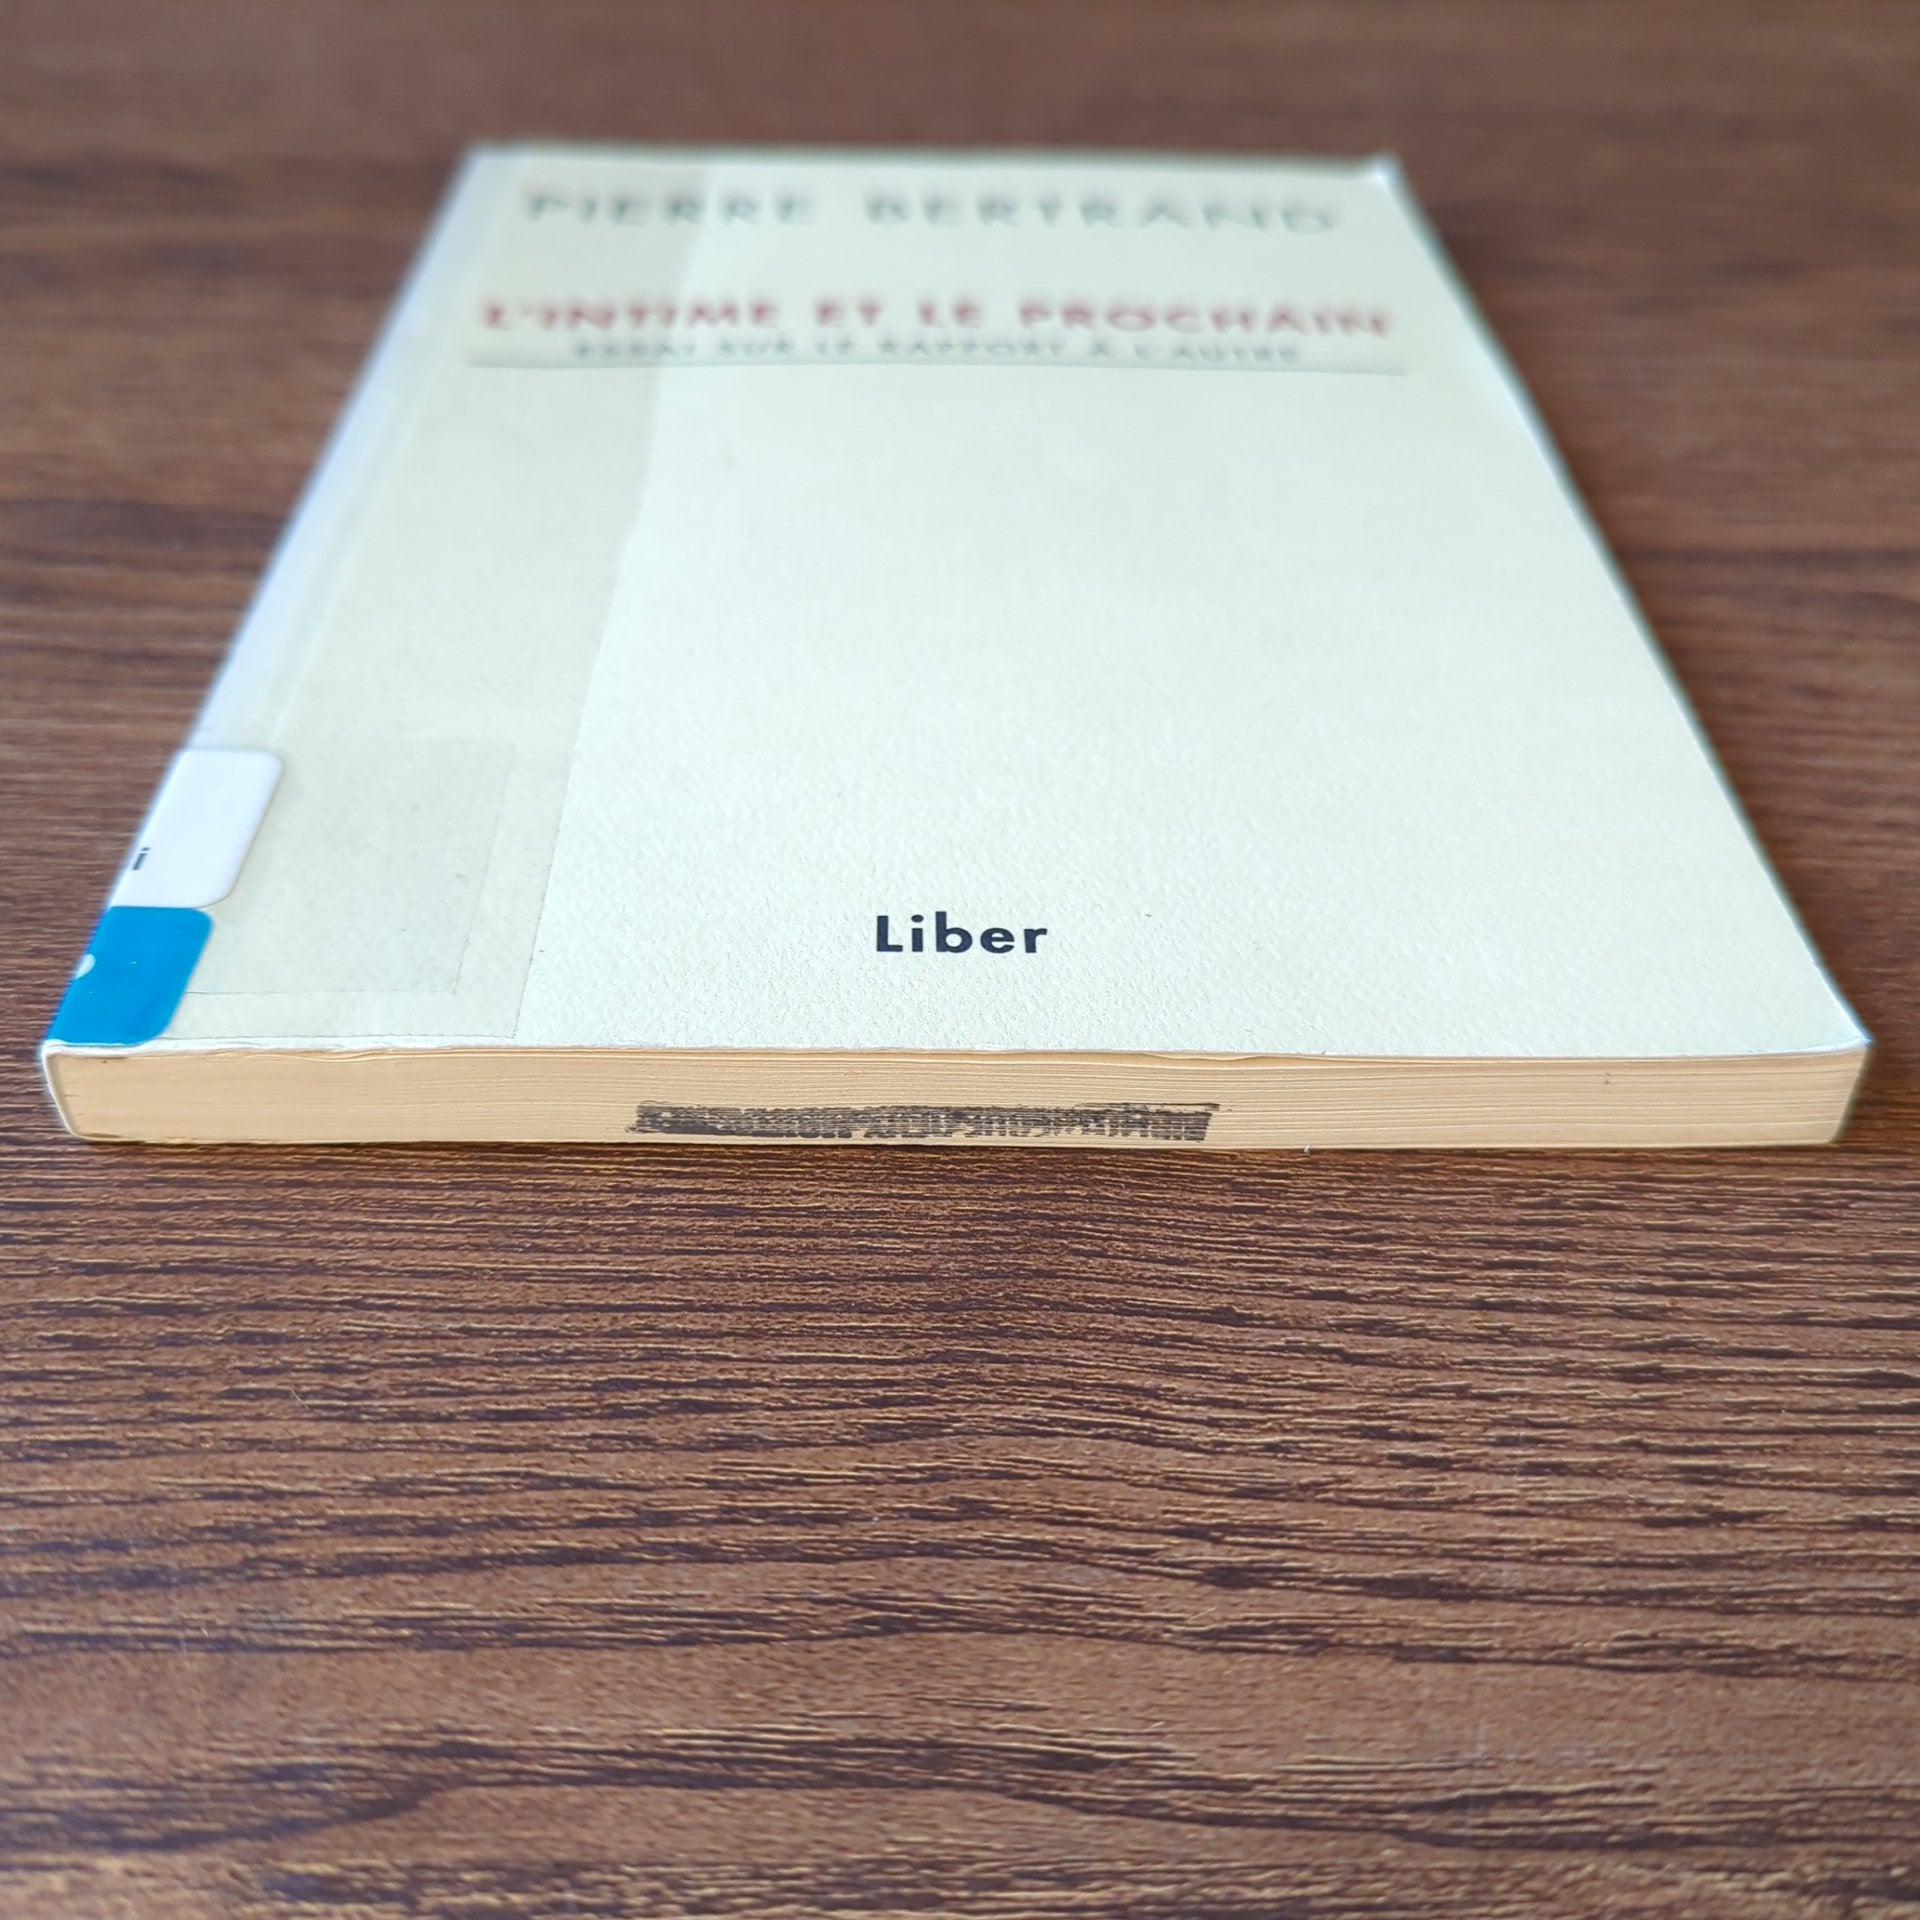 PIERRE BERTRAND
L'INTIME ET LE PROCHAIN
ESSAI SUR LE RAPPORT À L'AUTRE
i
Liber